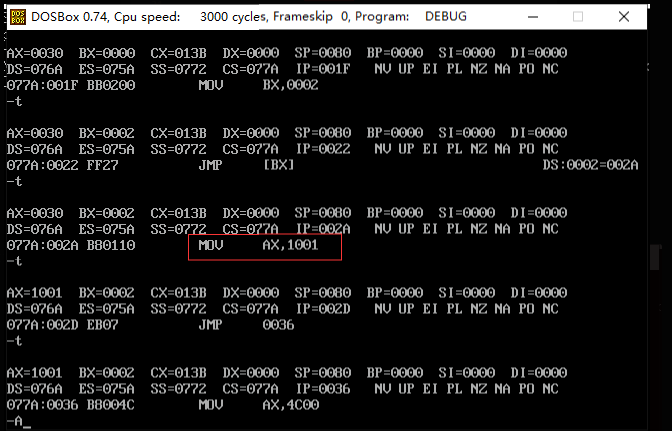 DOSBox 0.74, Cpu speed: 3000 cycles, Frameskip 0, Program: DEBUG
AX=0030 BX=0000 CX=013B DX=0000 SP=0080 BP=0000 SI=0000 DI=0000
DS=076A ES=075A SS=0772 CS=077A IP=001F NV UP EI PL NZ NA PO NC
077A:001F BB0200 MOV BX,0002
-t
AX=0030 BX=0002 CX=013B DX=0000 SP=0080 BP=0000 SI=0000 DI=0000
DS=076A ES=075A SS=0772 CS=077A IP=0022 NV UP EI PL NZ NA PO NC
077A:0022 FF27 JMP [BX] DS:0002=002A
-t
AX=0030 BX=0002 CX=013B DX=0000 SP=0080 BP=0000 SI=0000 DI=0000
DS=076A ES=075A SS=0772 CS=077A IP=002A NV UP EI PL NZ NA PO NC
077A:002A B80110 MOV AX,1001
-t
AX=1001 BX=0002 CX=013B DX=0000 SP=0080 BP=0000 SI=0000 DI=0000
DS=076A ES=075A SS=0772 CS=077A IP=002D NV UP EI PL NZ NA PO NC
077A:002D EB07 JMP 0036
-t
AX=1001 BX=0002 CX=013B DX=0000 SP=0080 BP=0000 SI=0000 DI=0000
DS=076A ES=075A SS=0772 CS=077A IP=0036 NV UP EI PL NZ NA PO NC
077A:0036 B8004C MOV AX,4C00
-A_